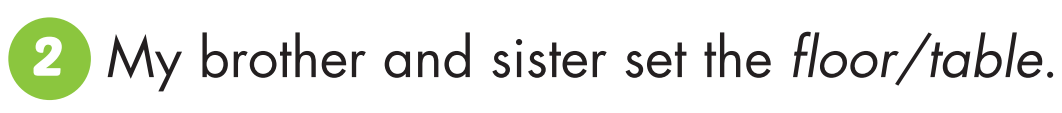 2 My brother and sister set the floor/table.